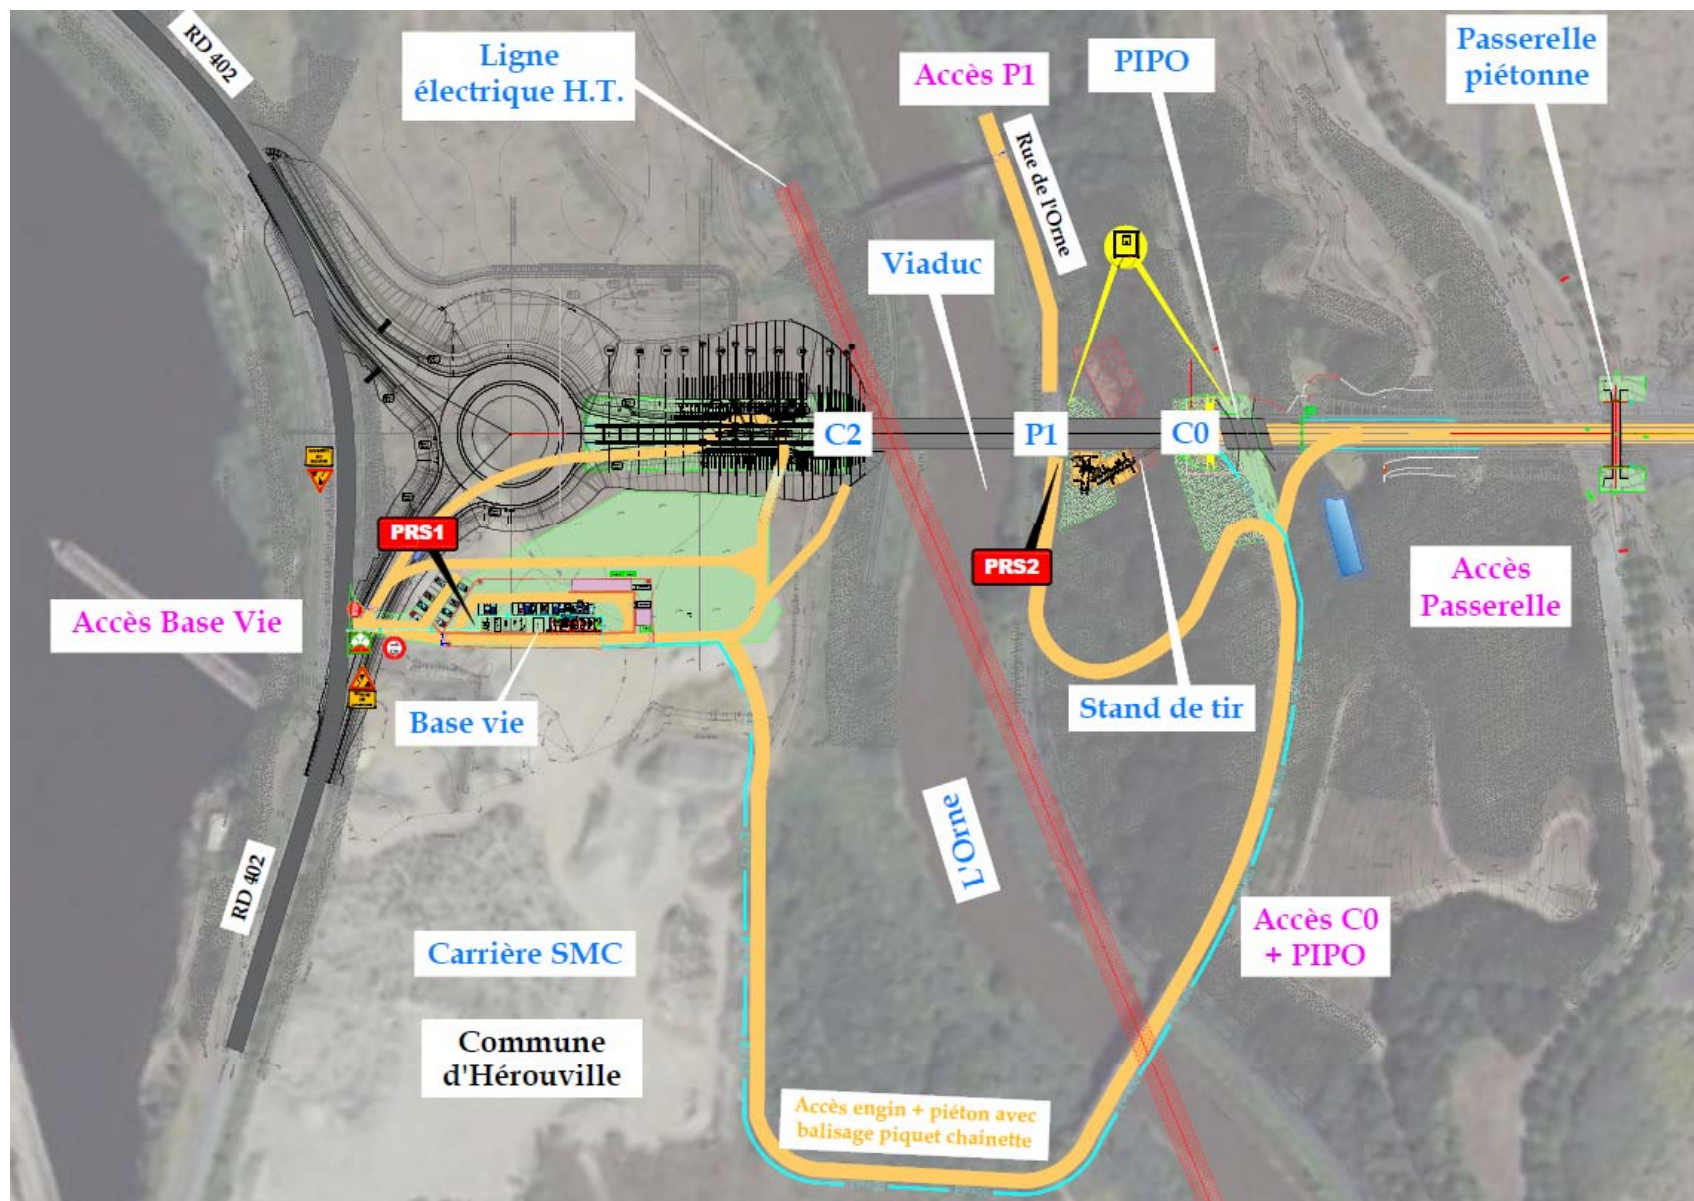 RD 402
Ligne
électrique H.T.
Accès P1
PIPO
Passerelle
piétonne
Rue de l'Orne
Viaduc
C2
P1
C0
PRS1
PRS2
Accès
Passerelle
Accès Base Vie
Base vie
Stand de tir
L'Orne
RD 402
Carrière SMC
Accès C0
+ PIPO
Commune
d'Hérouville
Accès engin + piéton avec
balisage piquet chainette